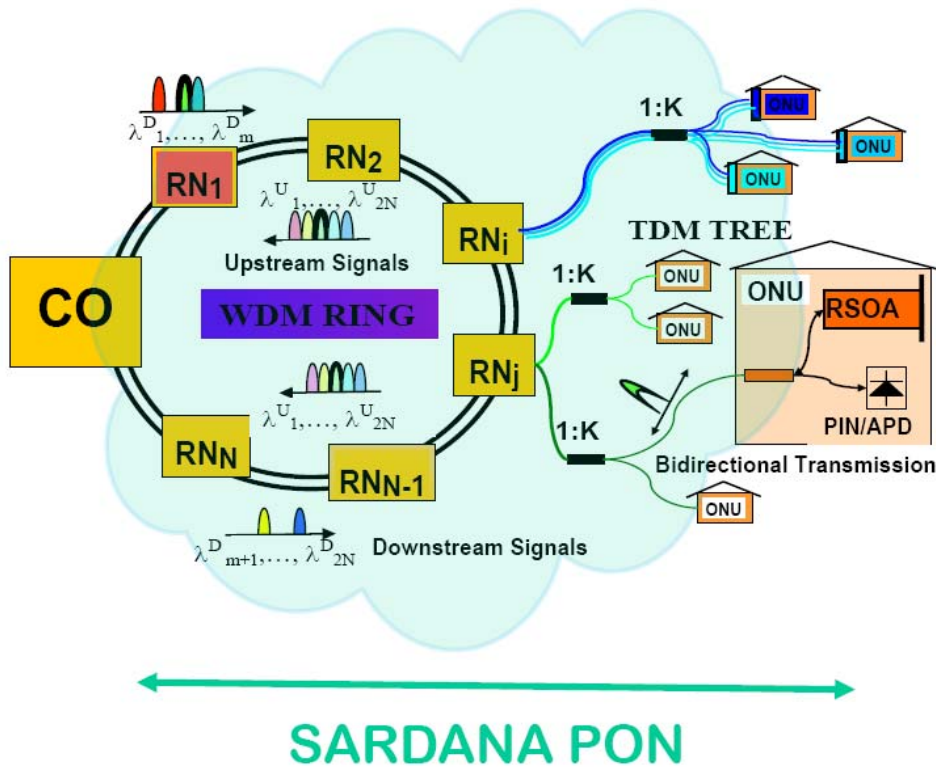 λᴰ₁,..., λᴰₘ
RN₁
RN₂
1:K
ONU
ONU
ONU
λᵁ₁,..., λᵁ₂N
Upstream Signals
RNᵢ
TDM TREE
CO
WDM RING
1:K
ONU
ONU
ONU
RSOA
RNⱼ
λᵁ₁,..., λᵁ₂N
1:K
PIN/APD
Bidirectional Transmission
RN_N
RN_N-1
ONU
λᴰₘ₊₁,..., λᴰ₂N
Downstream Signals
SARDANA PON